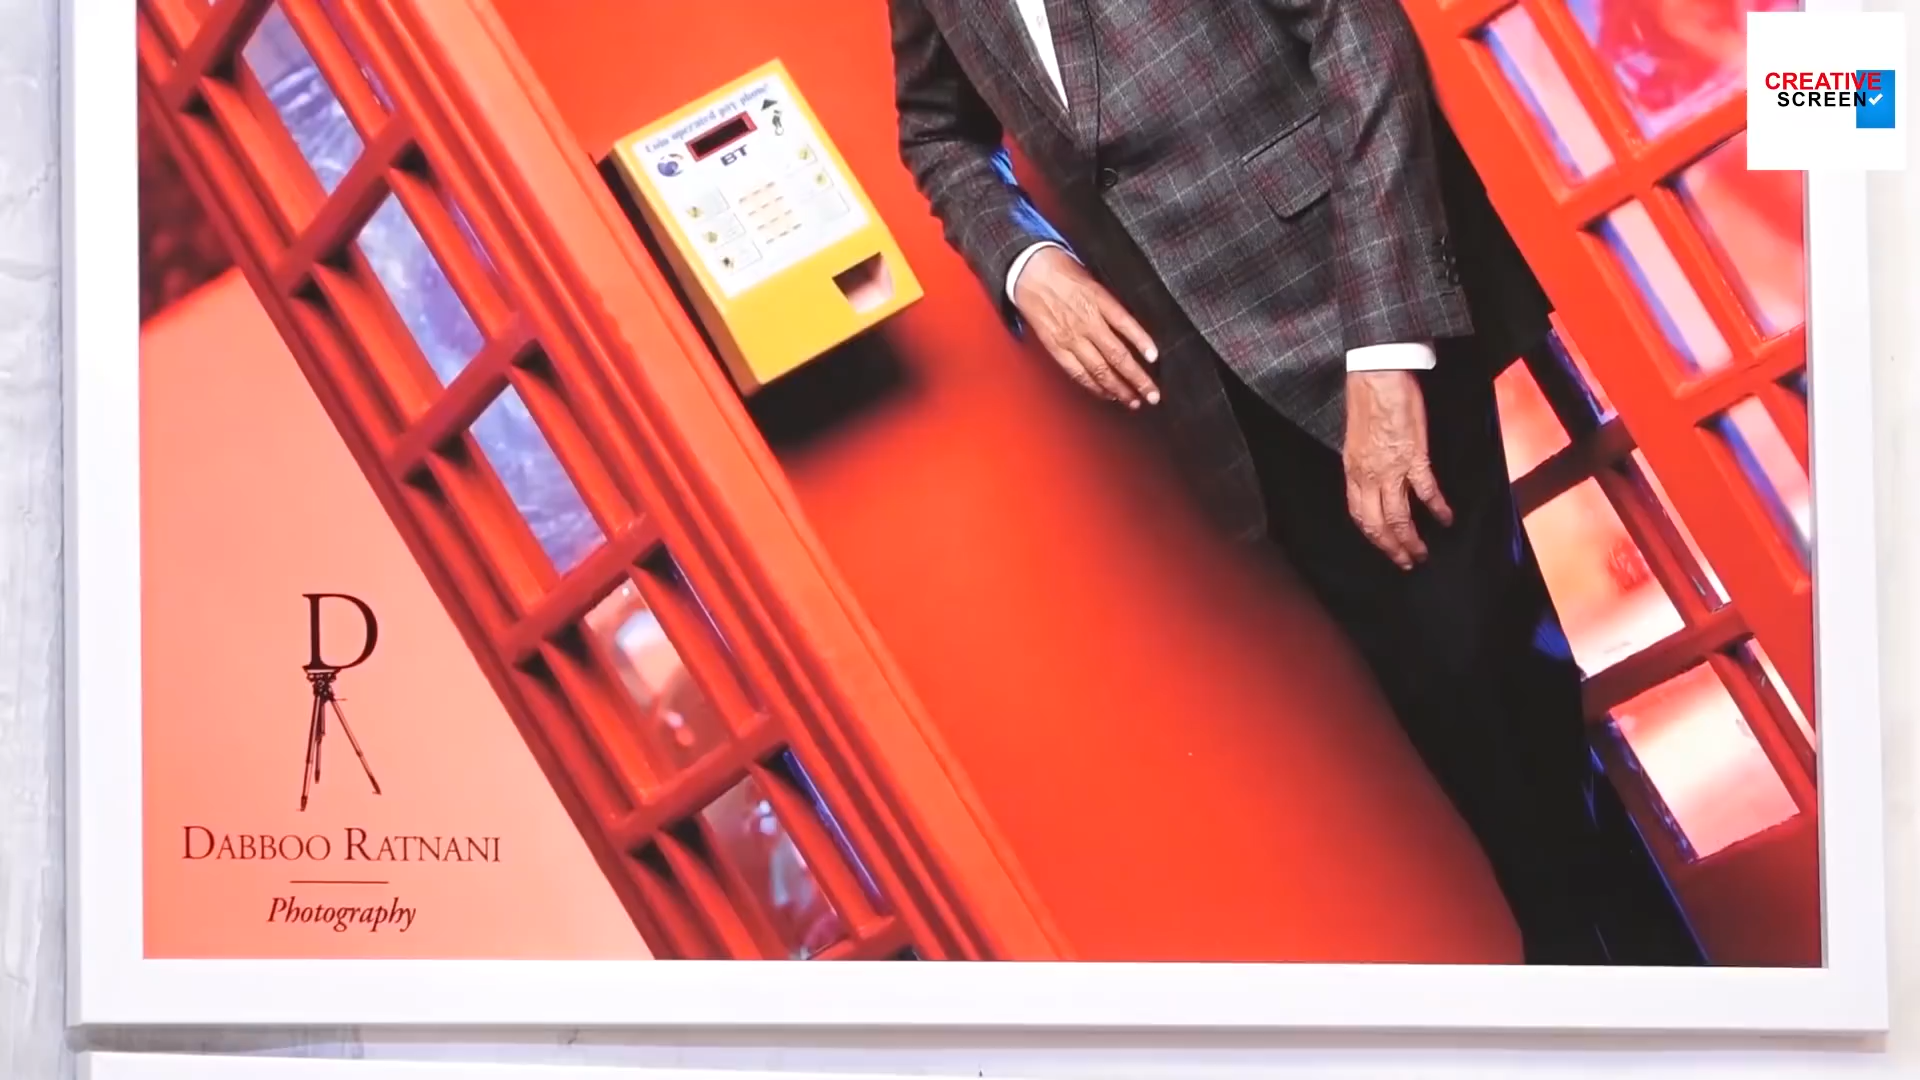 CREATIVE
SCREEN
Coin operated pay phone
BT
D
DABBOO RATNANI
Photography